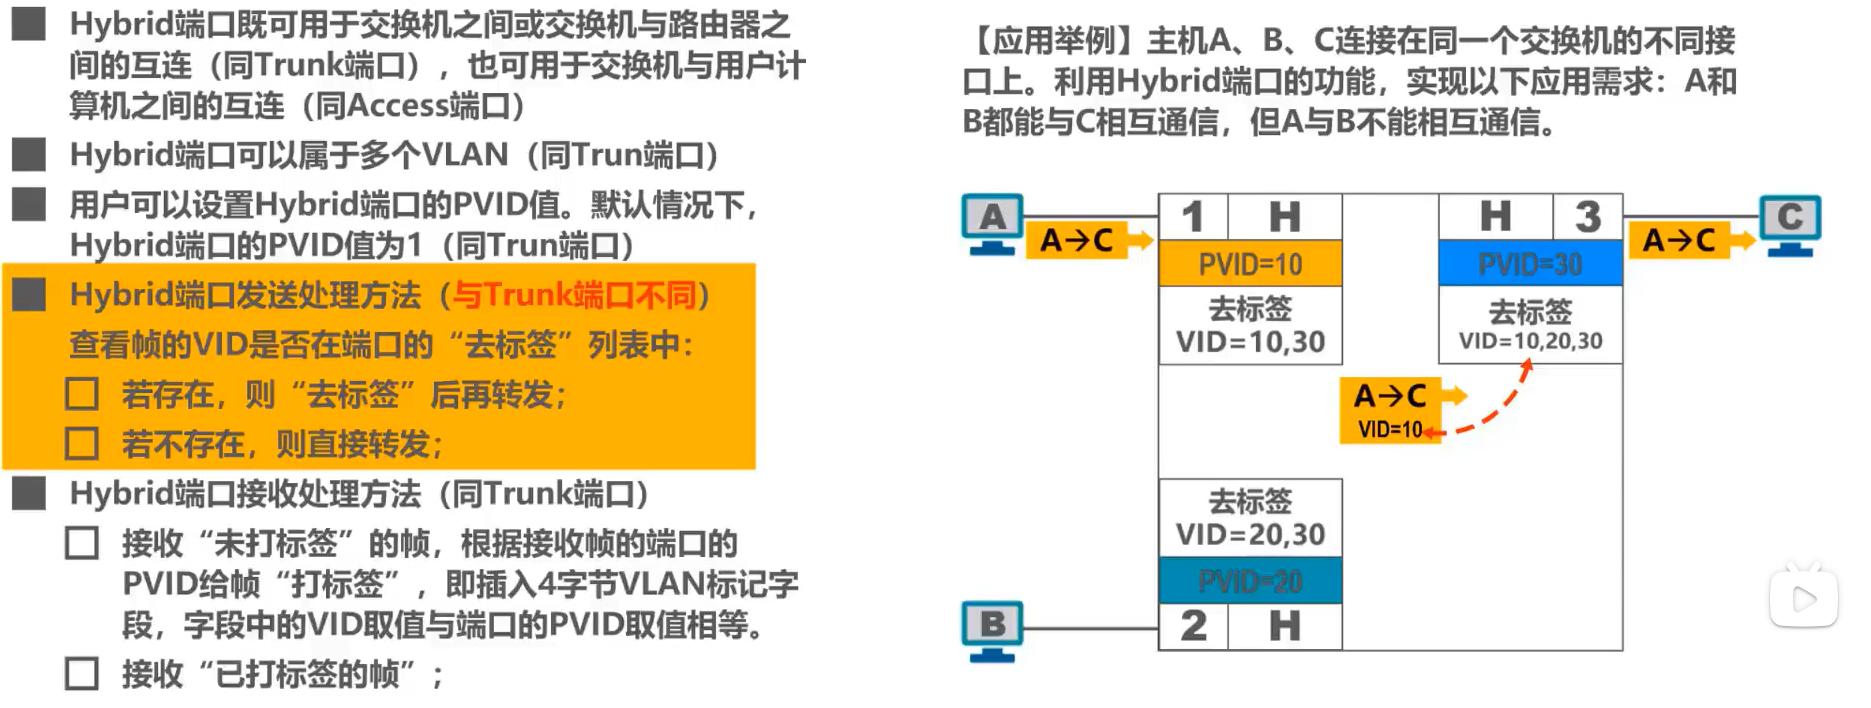 Hybrid端口既可用于交换机之间或交换机与路由器之
间的互连（同Trunk端口），也可用于交换机与用户计
算机之间的互连（同Access端口）
Hybrid端口可以属于多个VLAN（同Trun端口）
用户可以设置Hybrid端口的PVID值。默认情况下，
Hybrid端口的PVID值为1（同Trun端口）
Hybrid端口发送处理方法（与Trunk端口不同）
查看帧的VID是否在端口的“去标签”列表中：
若存在，则“去标签”后再转发；
若不存在，则直接转发；
Hybrid端口接收处理方法（同Trunk端口）
接收“未打标签”的帧，根据接收帧的端口的
PVID给帧“打标签”，即插入4字节VLAN标记字
段，字段中的VID取值与端口的PVID取值相等。
接收“已打标签的帧”；
【应用举例】主机A、B、C连接在同一个交换机的不同接
口上。利用Hybrid端口的功能，实现以下应用需求：A和
B都能与C相互通信，但A与B不能相互通信。
A
A→C
1 H
PVID=10
去标签
VID=10,30
H 3
PVID=30
去标签
VID=10,20,30
A→C
C
A→C
VID=10
去标签
VID=20,30
PVID=20
2 H
B